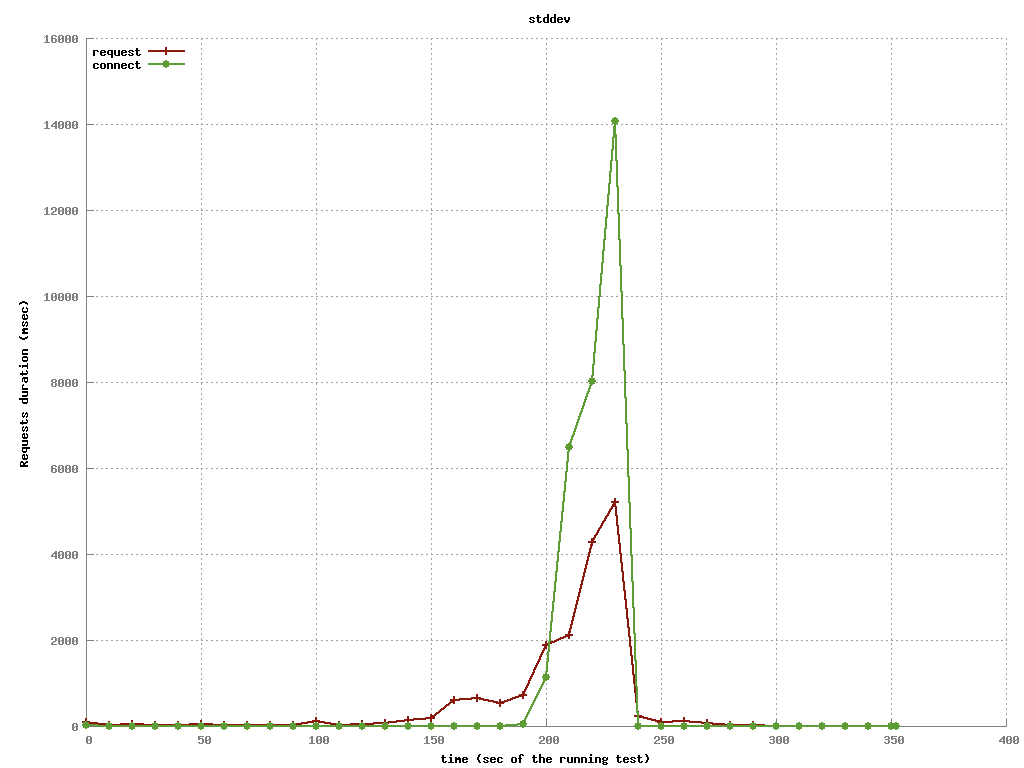 stddev
16000
request
connect
14000
12000
10000
8000
6000
4000
2000
0
Requests duration (msec)
0 50 100 150 200 250 300 350 400
time (sec of the running test)